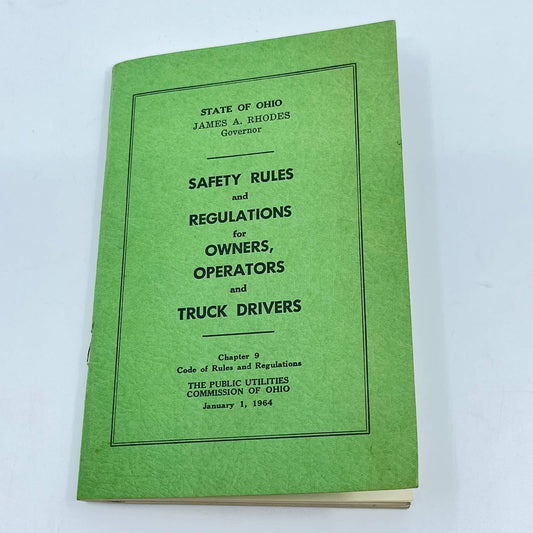 STATE OF OHIO
JAMES A. RHODES
Governor
SAFETY RULES
and
REGULATIONS
for
OWNERS,
OPERATORS
and
TRUCK DRIVERS
Chapter 9
Code of Rules and Regulations
THE PUBLIC UTILITIES
COMMISSION OF OHIO
January 1, 1964